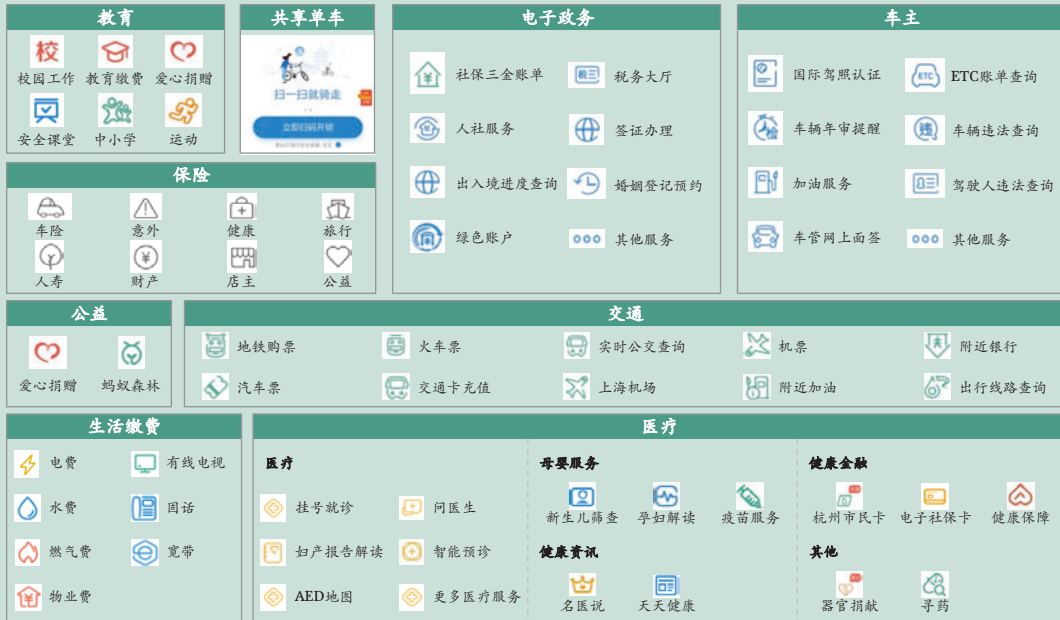 教育
校
校园工作 教育缴费 爱心捐赠
安全课堂 中小学 运动
共享单车
扫一扫就骑走
立即扫码开锁
电子政务
社保三金账单 税三 税务大厅
人社服务 签证办理
出入境进度查询 婚姻登记预约
绿色账户 其他服务
车主
国际驾照认证 ETC ETC账单查询
车辆年审提醒 检 违 车辆违法查询
加油服务 驾驶人违法查询
车管网上面签 其他服务
保险
车险 意外 健康 旅行
人寿 财产 店主 公益
公益
爱心捐赠 蚂蚁森林
交通
地铁购票 火车票 实时公交查询 机票 附近银行
汽车票 交通卡充值 上海机场 附近加油 出行线路查询
生活缴费
电费 有线电视
水费 固话
燃气费 宽带
物业费
医疗
医疗
挂号就诊 问医生
妇产报告解读 智能预诊
AED地图 更多医疗服务
母婴服务
新生儿筛查 孕妇解读 疫苗服务
健康资讯
名医说 天天健康
健康金融
杭州市民卡 电子社保卡 健康保障
其他
器官捐献 寻药